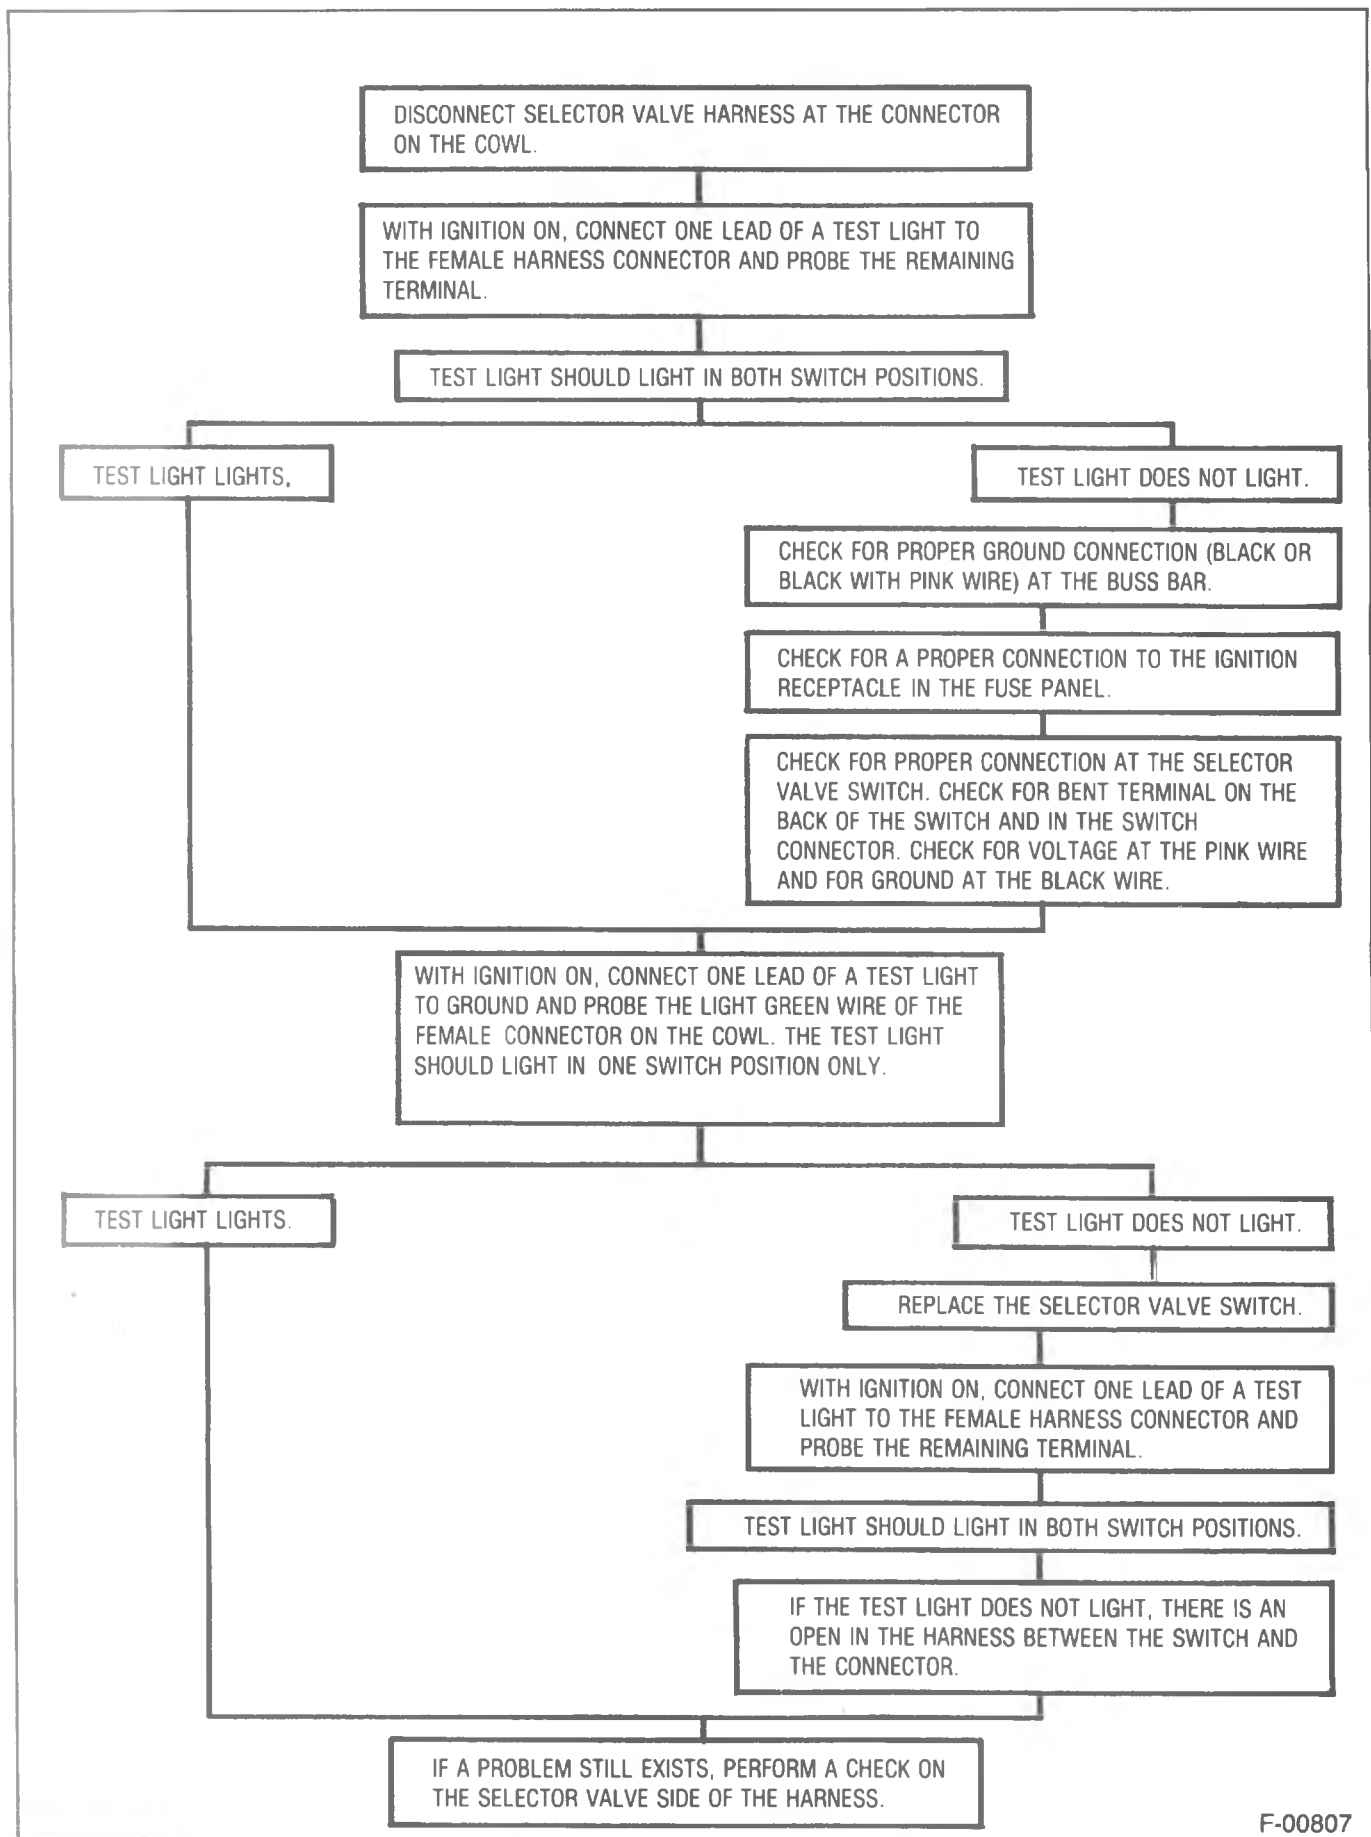 DISCONNECT SELECTOR VALVE HARNESS AT THE CONNECTOR
ON THE COWL.
WITH IGNITION ON, CONNECT ONE LEAD OF A TEST LIGHT TO
THE FEMALE HARNESS CONNECTOR AND PROBE THE REMAINING
TERMINAL.
TEST LIGHT SHOULD LIGHT IN BOTH SWITCH POSITIONS.
TEST LIGHT LIGHTS.
TEST LIGHT DOES NOT LIGHT.
CHECK FOR PROPER GROUND CONNECTION (BLACK OR
BLACK WITH PINK WIRE) AT THE BUSS BAR.
CHECK FOR A PROPER CONNECTION TO THE IGNITION
RECEPTACLE IN THE FUSE PANEL.
CHECK FOR PROPER CONNECTION AT THE SELECTOR
VALVE SWITCH. CHECK FOR BENT TERMINAL ON THE
BACK OF THE SWITCH AND IN THE SWITCH
CONNECTOR. CHECK FOR VOLTAGE AT THE PINK WIRE
AND FOR GROUND AT THE BLACK WIRE.
WITH IGNITION ON, CONNECT ONE LEAD OF A TEST LIGHT
TO GROUND AND PROBE THE LIGHT GREEN WIRE OF THE
FEMALE CONNECTOR ON THE COWL. THE TEST LIGHT
SHOULD LIGHT IN ONE SWITCH POSITION ONLY.
TEST LIGHT LIGHTS.
TEST LIGHT DOES NOT LIGHT.
REPLACE THE SELECTOR VALVE SWITCH.
WITH IGNITION ON, CONNECT ONE LEAD OF A TEST
LIGHT TO THE FEMALE HARNESS CONNECTOR AND
PROBE THE REMAINING TERMINAL.
TEST LIGHT SHOULD LIGHT IN BOTH SWITCH POSITIONS.
IF THE TEST LIGHT DOES NOT LIGHT, THERE IS AN
OPEN IN THE HARNESS BETWEEN THE SWITCH AND
THE CONNECTOR.
IF A PROBLEM STILL EXISTS, PERFORM A CHECK ON
THE SELECTOR VALVE SIDE OF THE HARNESS.
F-00807